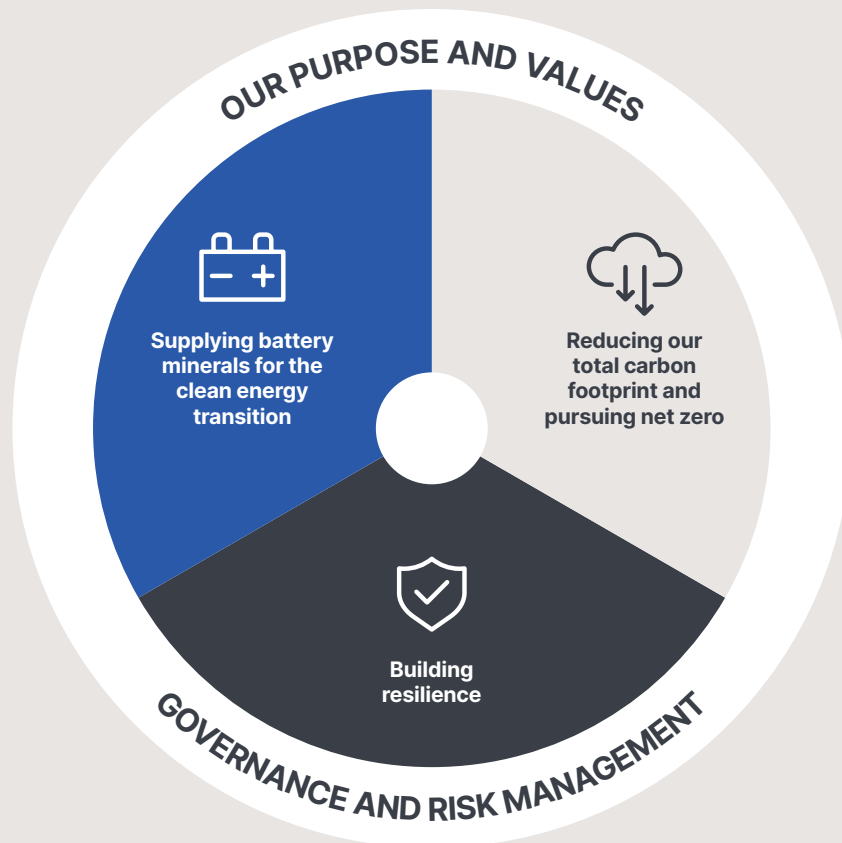 OUR PURPOSE AND VALUES
Supplying battery
minerals for the
clean energy
transition
Reducing our
total carbon
footprint and
pursuing net zero
Building
resilience
GOVERNANCE AND RISK MANAGEMENT